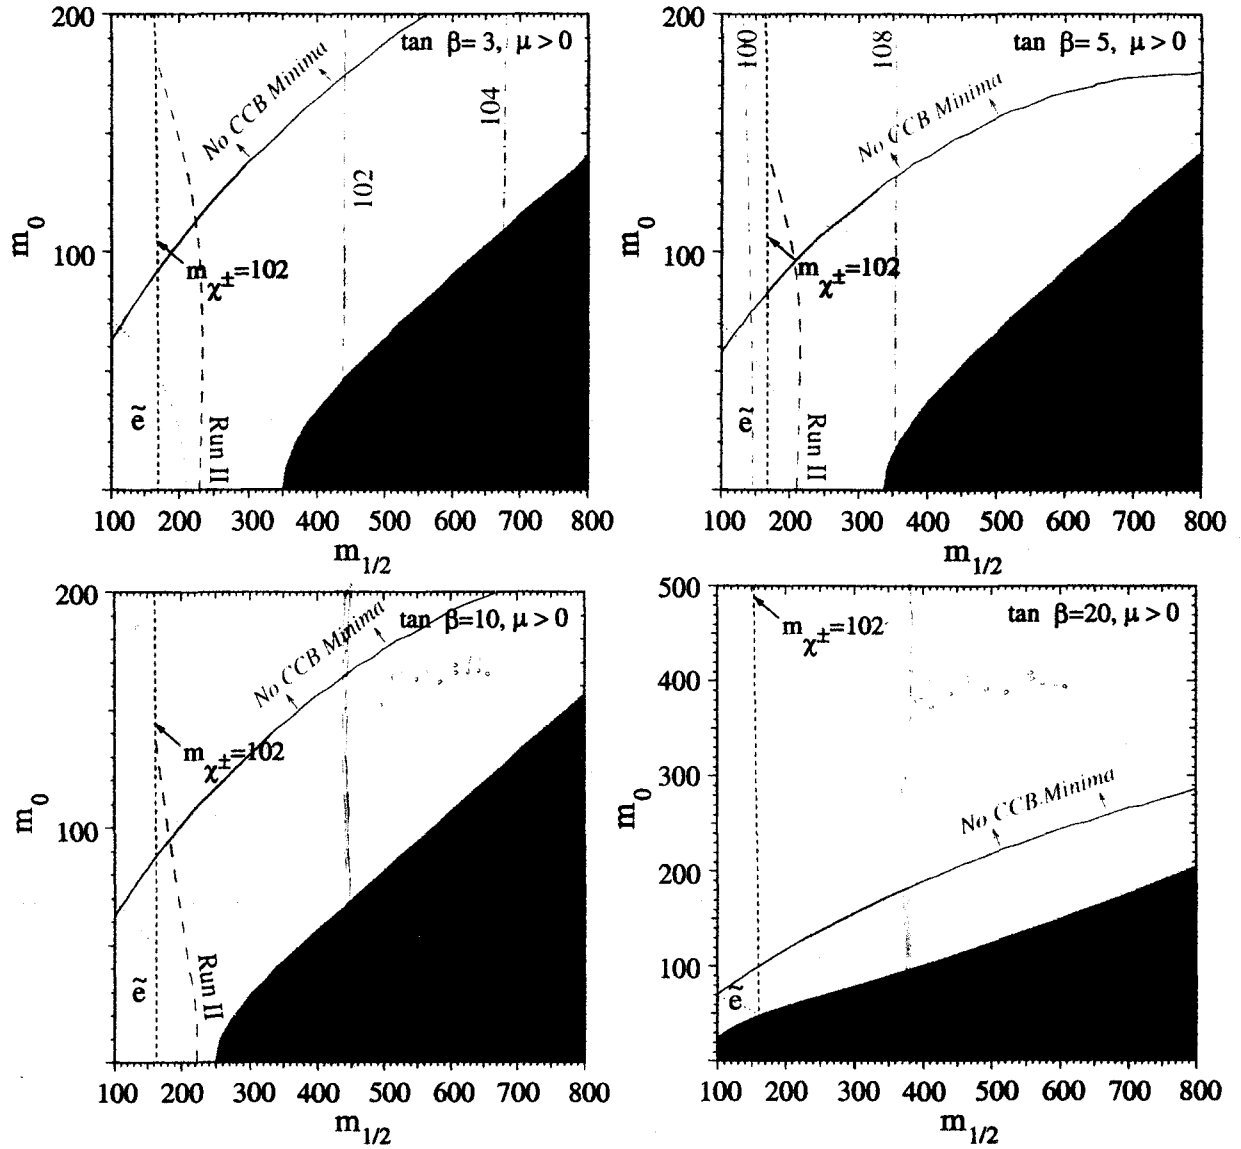 200
tan β= 3, μ > 0
No CCB Minima
104
102
m0
100
mχ±=102
ẽ
Run II
100 200 300 400 500 600 700 800
m1/2
200
100
108
tan β= 5, μ > 0
No CCB Minima
m0
100
mχ±=102
ẽ
Run II
100 200 300 400 500 600 700 800
m1/2
200
tan β=10, μ > 0
No CCB Minima
mχ±=102
m0
100
Run II
ẽ
100 200 300 400 500 600 700 800
m1/2
500
tan β=20, μ > 0
mχ±=102
400
300
No CCB Minima
m0
200
100
ẽ
100 200 300 400 500 600 700 800
m1/2